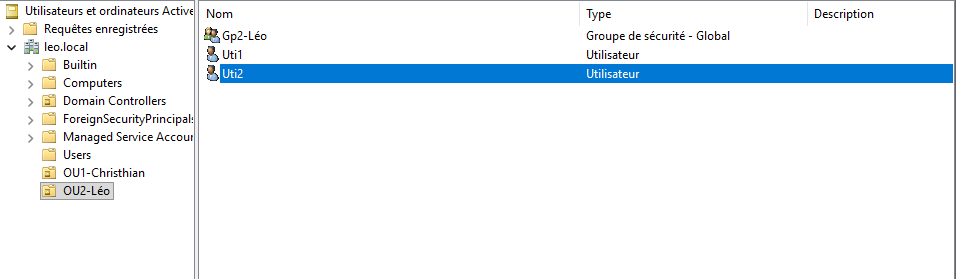 Utilisateurs et ordinateurs Active
Requêtes enregistrées
leo.local
Builtin
Computers
Domain Controllers
ForeignSecurityPrincipals
Managed Service Accour
Users
OU1-Christhian
OU2-Léo
Nom Type Description
Gp2-Léo Groupe de sécurité - Global
Uti1 Utilisateur
Uti2 Utilisateur